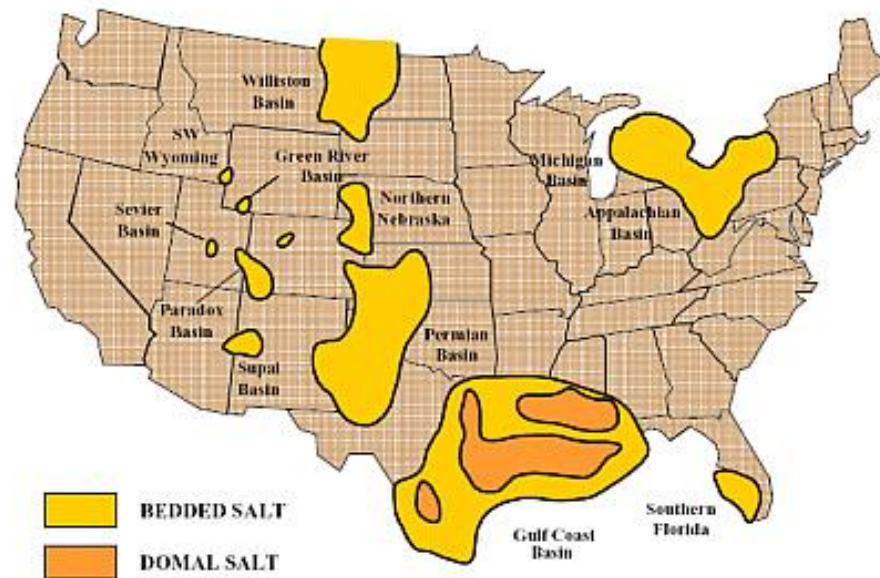 Williston
Basin
SW
Wyoming
Green River
Basin
Michigan
Basin
Northern
Nebraska
Sevier
Basin
Appalachian
Basin
Paradox
Basin
Permian
Basin
Supai
Basin
BEDDED SALT
Southern
Florida
Gulf Coast
Basin
DOMAL SALT